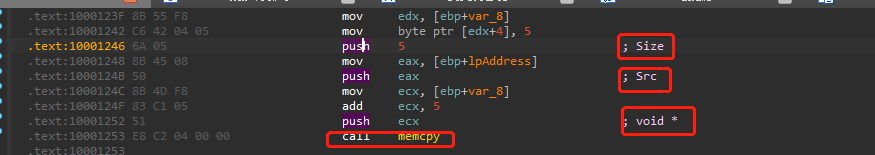 .text:1000123F 8B 55 F8 mov edx, [ebp+var_8]
.text:10001242 C6 42 04 05 mov byte ptr [edx+4], 5
.text:10001246 6A 05 push 5 ; Size
.text:10001248 8B 45 08 mov eax, [ebp+lpAddress]
.text:1000124B 50 push eax ; Src
.text:1000124C 8B 4D F8 mov ecx, [ebp+var_8]
.text:1000124F 83 C1 05 add ecx, 5
.text:10001252 51 push ecx ; void *
.text:10001253 E8 C2 04 00 00 call memcpy
.text:10001253